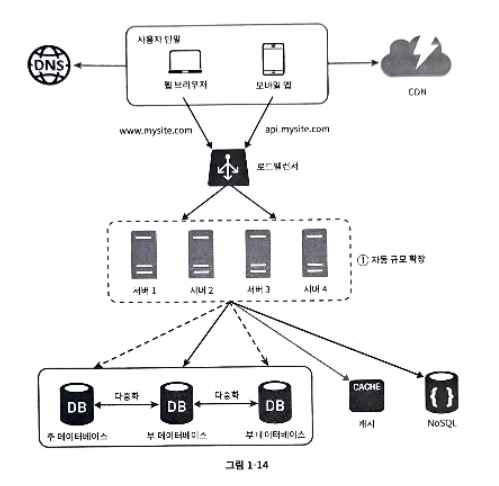 사용자 단말
DNS
웹 브라우저
모바일 앱
CDN
www.mysite.com
api.mysite.com
로드밸런서
① 자동 규모 확장
서버 1
서버 2
서버 3
서버 4
DB
다중화
DB
다중화
DB
CACHE
{ }
주 데이터베이스
부 데이터베이스
부 데이터베이스
캐시
NoSQL
그림 1-14